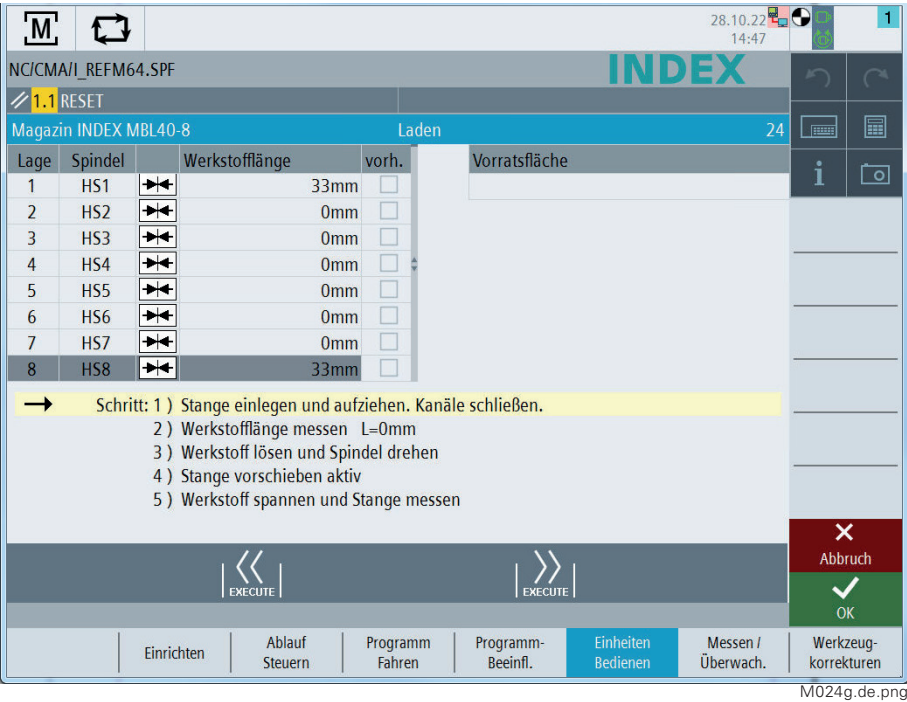 M
28.10.22
14:47
1
NC/CMA/I_REFM64.SPF
INDEX
1.1 RESET
Magazin INDEX MBL40-8 Laden 24
Lage Spindel Werkstofflänge vorh. Vorratsfläche
1 HS1 33mm
2 HS2 0mm
3 HS3 0mm
4 HS4 0mm
5 HS5 0mm
6 HS6 0mm
7 HS7 0mm
8 HS8 33mm
Schritt: 1 ) Stange einlegen und aufziehen. Kanäle schließen.
2 ) Werkstofflänge messen L=0mm
3 ) Werkstoff lösen und Spindel drehen
4 ) Stange vorschieben aktiv
5 ) Werkstoff spannen und Stange messen
EXECUTE EXECUTE
Abbruch
OK
Einrichten
Ablauf
Steuern
Programm
Fahren
Programm-
Beeinfl.
Einheiten
Bedienen
Messen /
Überwach.
Werkzeug-
korrekturen
M024g.de.png